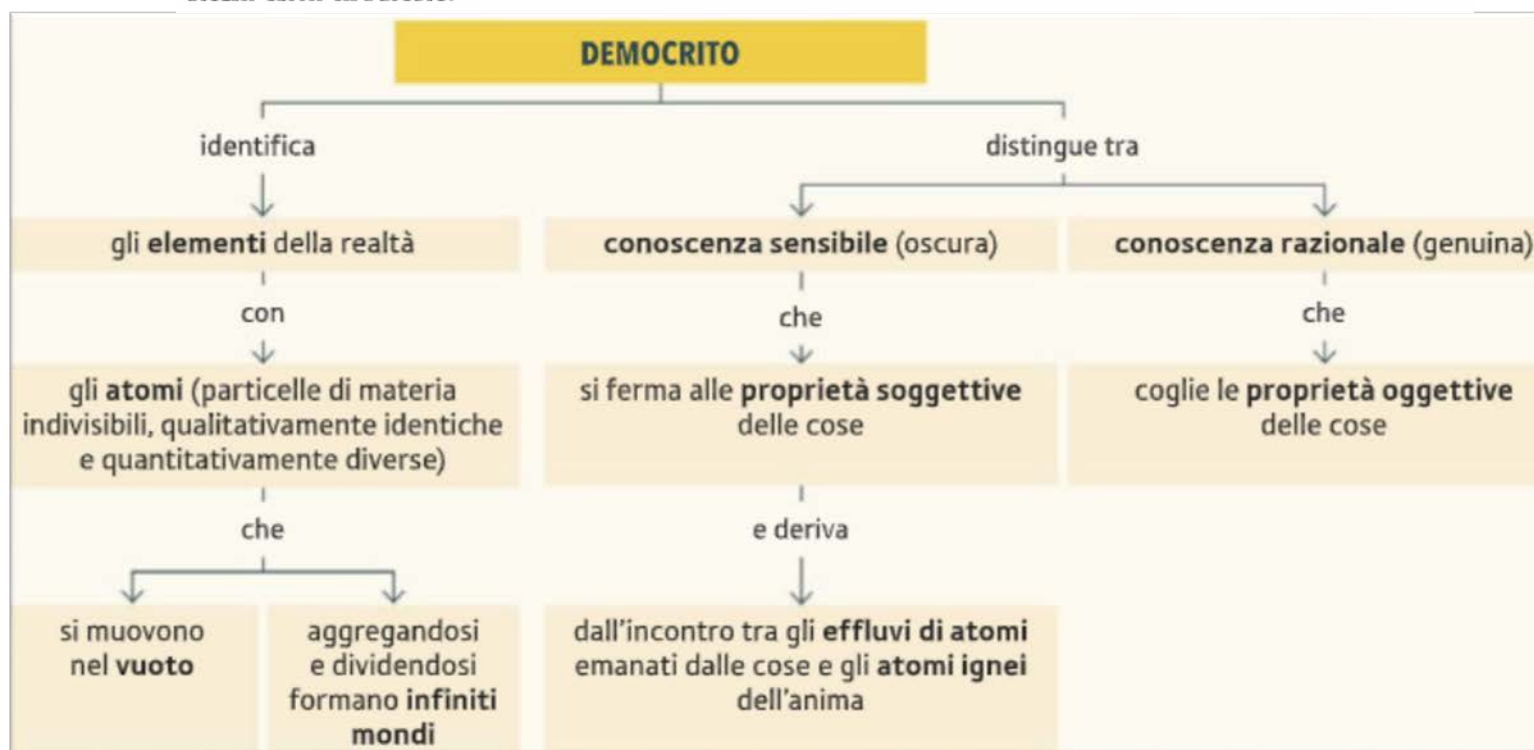 DEMOCRITO
identifica
distingue tra
gli elementi della realtà
conoscenza sensibile (oscura)
conoscenza razionale (genuina)
con
che
che
gli atomi (particelle di materia
indivisibili, qualitativamente identiche
e quantitativamente diverse)
si ferma alle proprietà soggettive
delle cose
coglie le proprietà oggettive
delle cose
che
e deriva
si muovono
nel vuoto
aggregandosi
e dividendosi
formano infiniti
mondi
dall'incontro tra gli effluvi di atomi
emanati dalle cose e gli atomi ignei
dell'anima